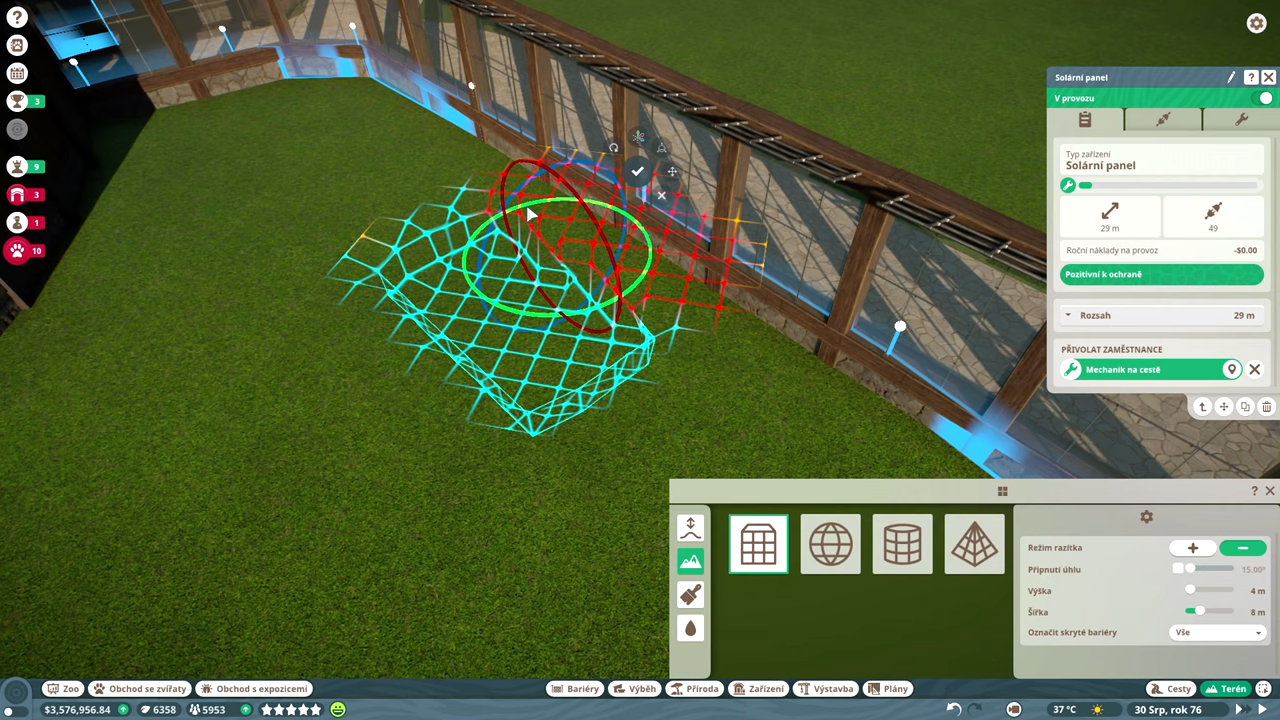 ?
3
9
3
1
10
Solární panel
?
V provozu
Typ zařízení
Solární panel
29 m
49
Roční náklady na provoz
-$0.00
Pozitivní k ochraně
Rozsah
29 m
PŘIVOLAT ZAMĚSTNANCE
Mechanik na cestě
?
Režim razítka
Připnutí úhlu
15.00°
Výška
4 m
Šířka
8 m
Označit skryté bariéry
Vše
Zoo
Obchod se zvířaty
Obchod s expozicemi
Bariéry
Výběh
Příroda
Zařízení
Výstavba
Plány
Cesty
Terén
$3,576,956.84
6358
5953
37 °C
30 Srp, rok 76